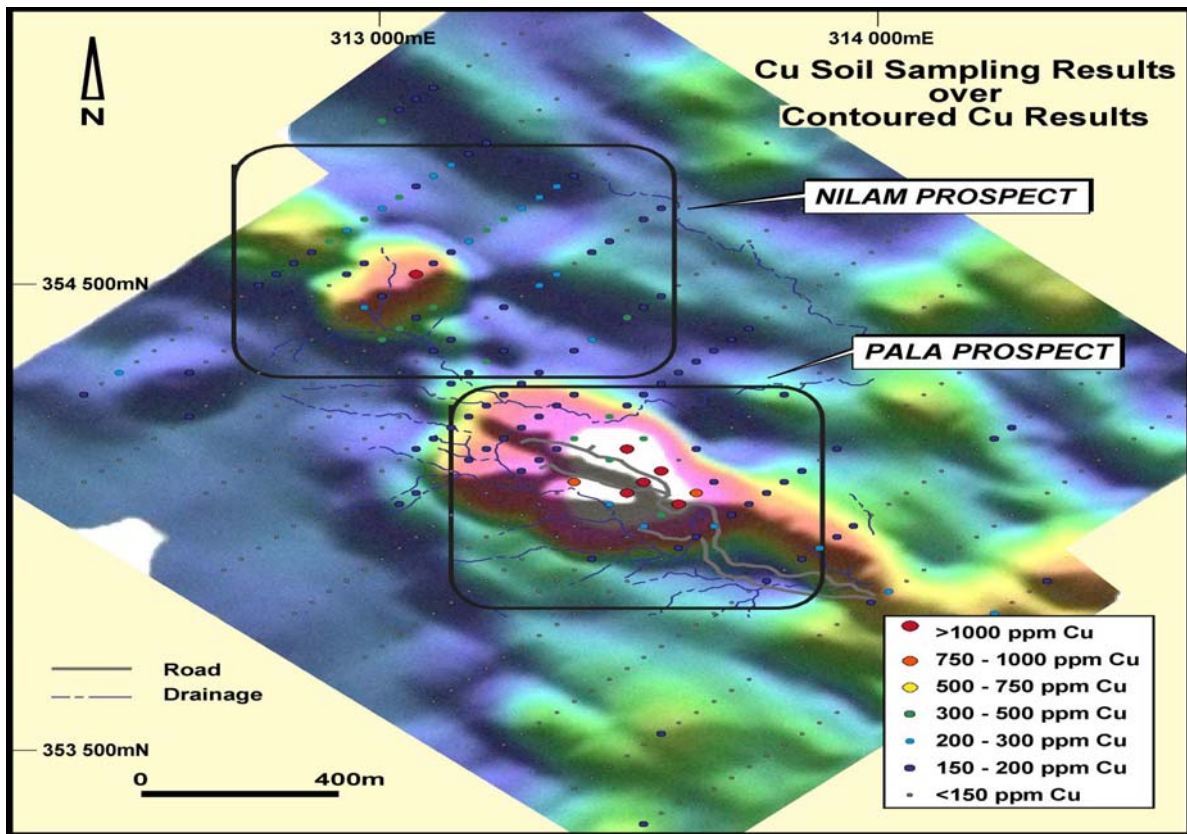 313 000mE
314 000mE
Cu Soil Sampling Results
over
Contoured Cu Results
N
NILAM PROSPECT
354 500mN
PALA PROSPECT
>1000 ppm Cu
750 - 1000 ppm Cu
500 - 750 ppm Cu
300 - 500 ppm Cu
200 - 300 ppm Cu
150 - 200 ppm Cu
<150 ppm Cu
Road
Drainage
353 500mN
0 400m